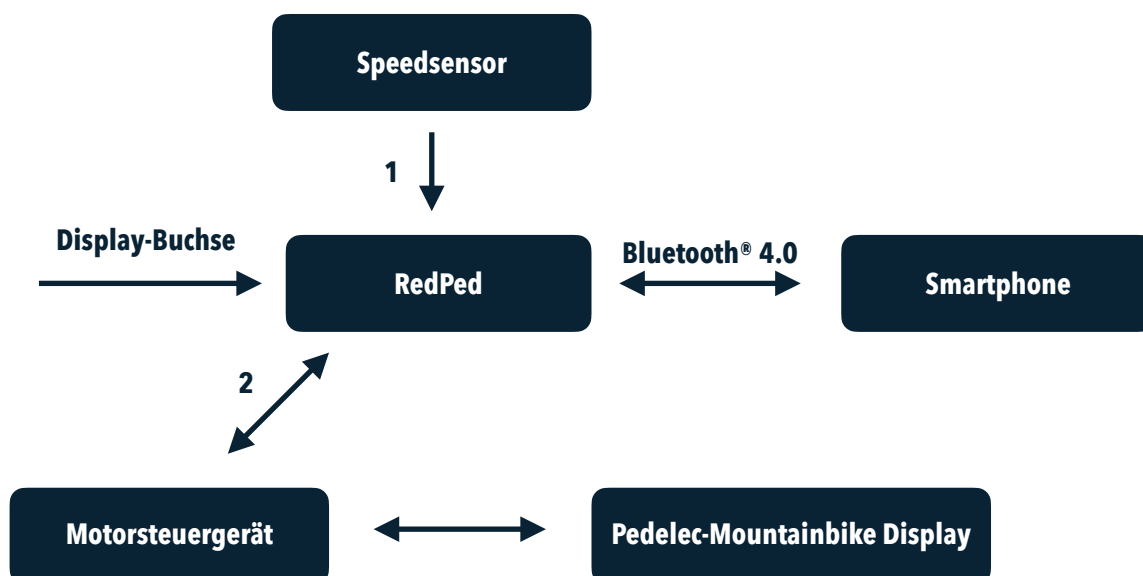 Speedsensor
1
Display-Buchse
RedPed
Bluetooth® 4.0
Smartphone
2
Motorsteuergerät
Pedelec-Mountainbike Display